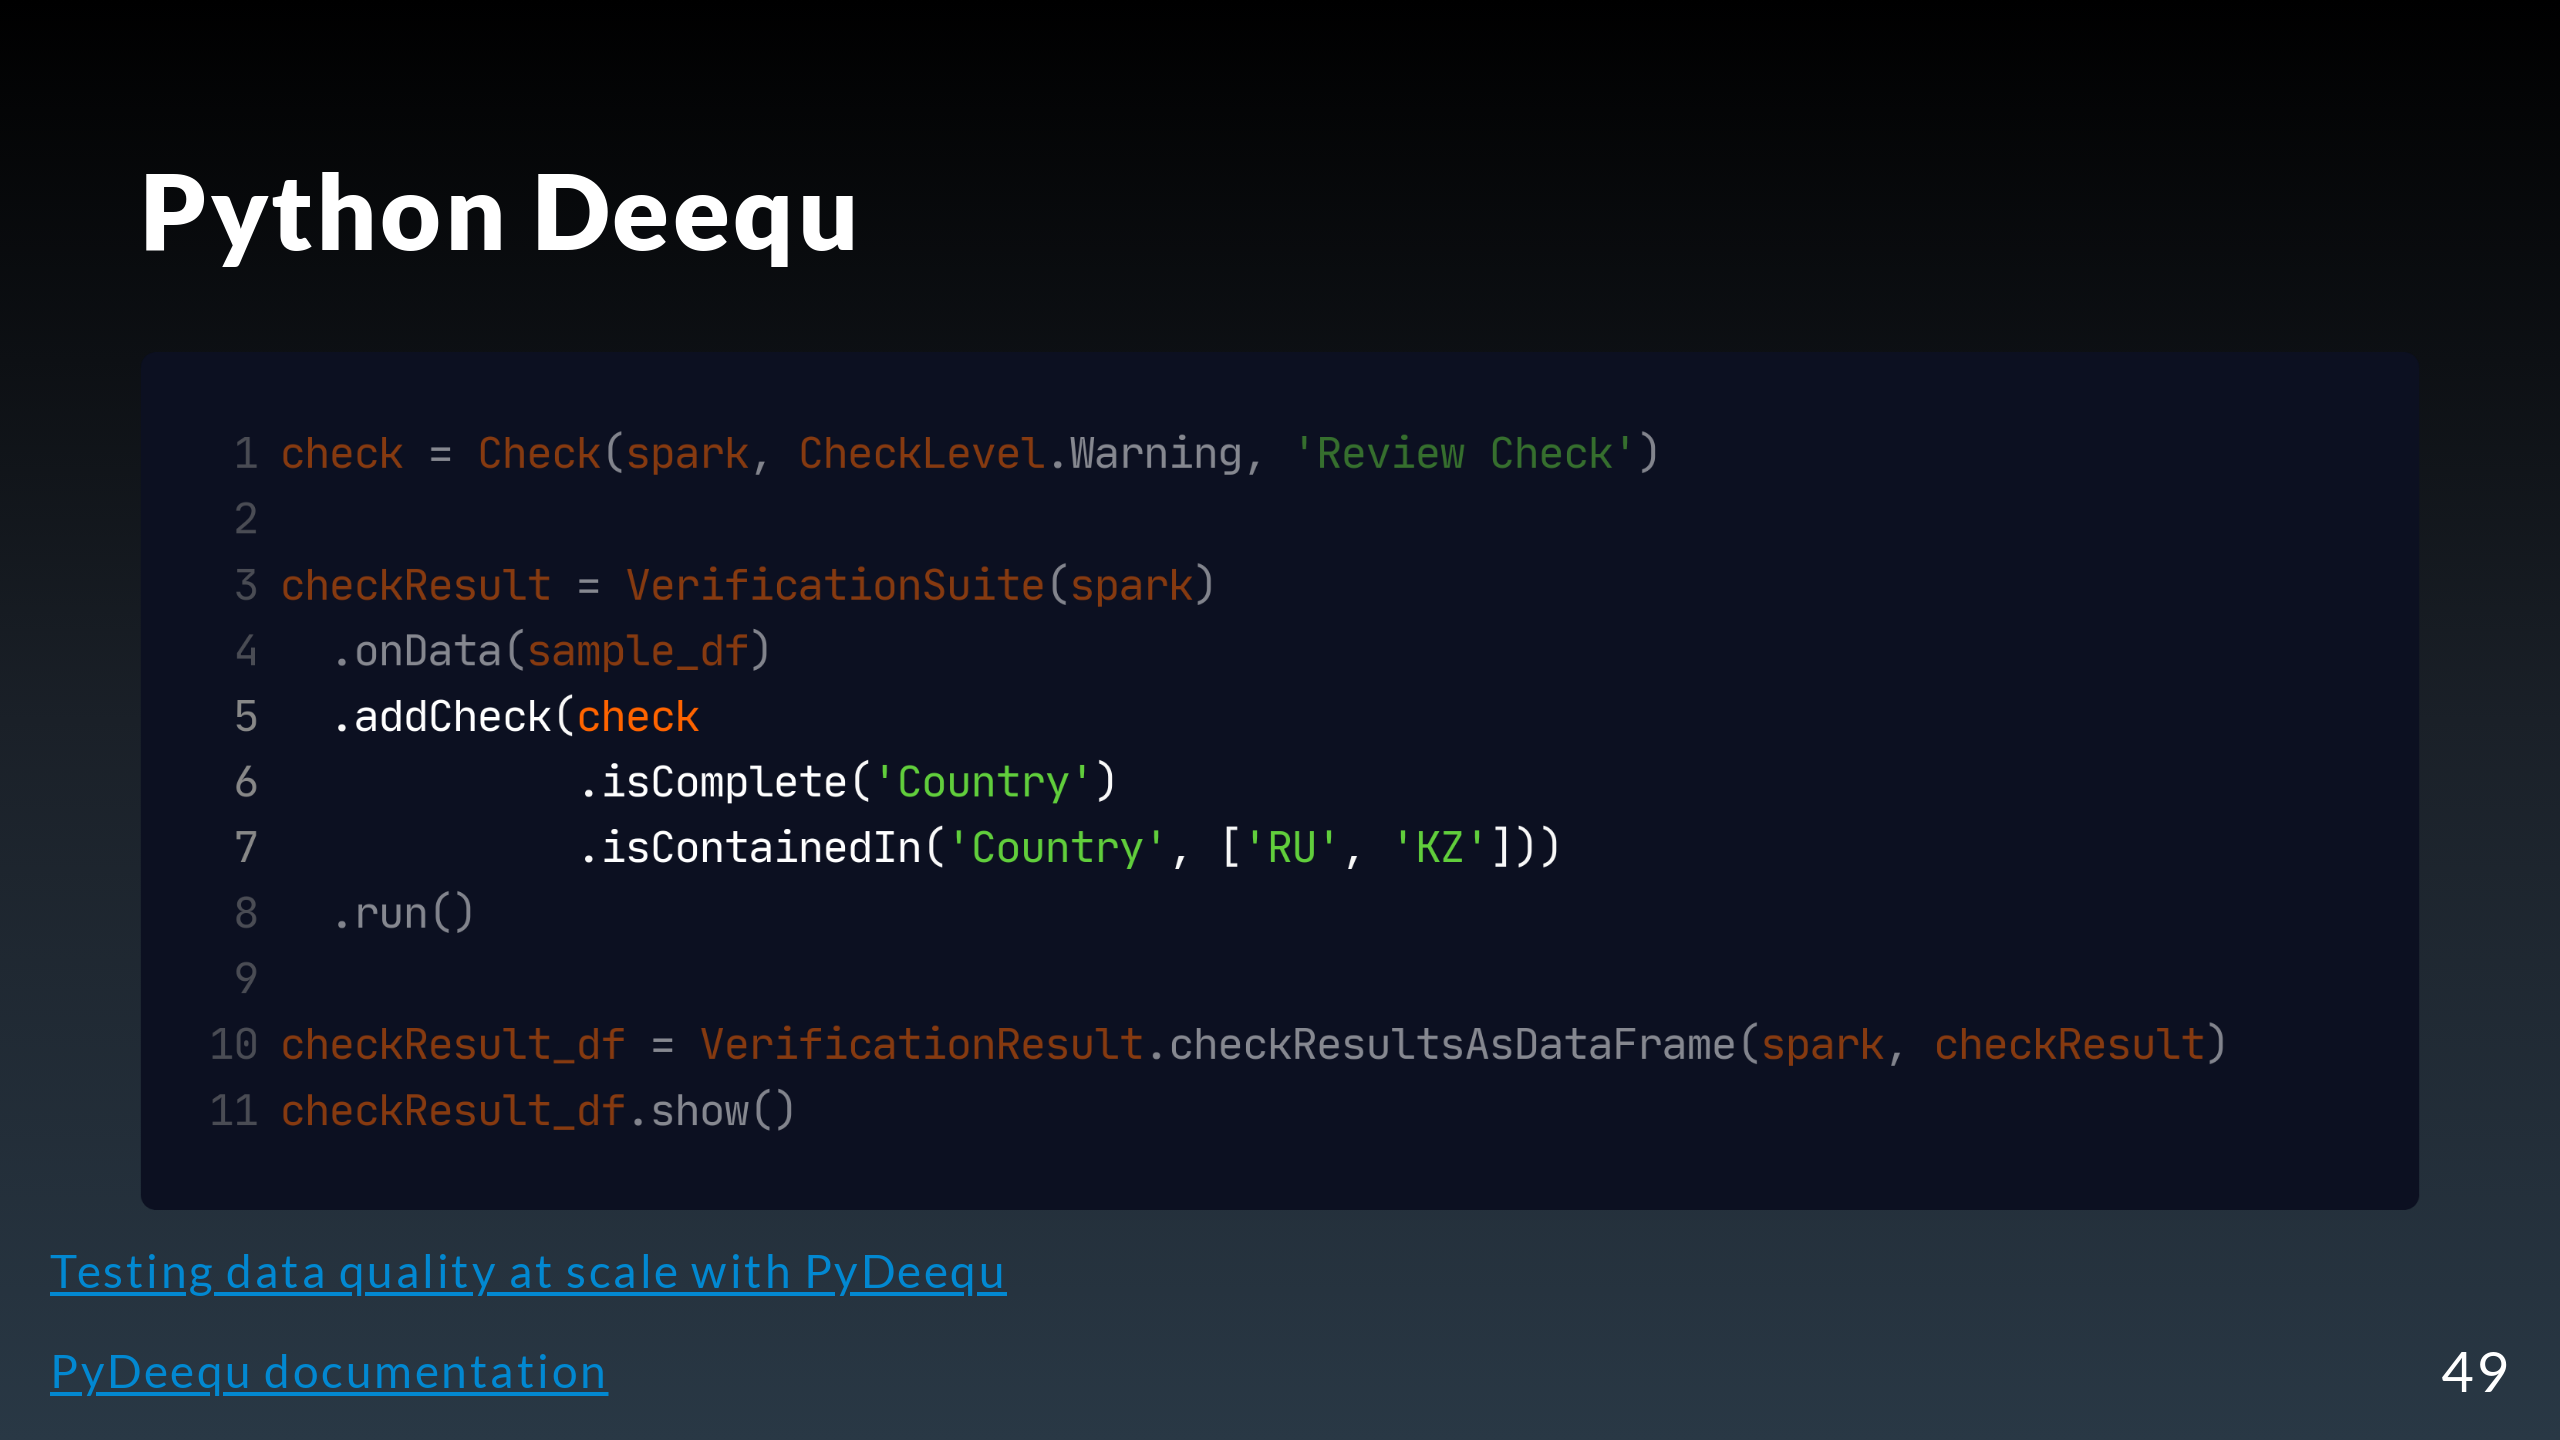 Python Deequ
1 check = Check(spark, CheckLevel.Warning, 'Review Check')
2
3 checkResult = VerificationSuite(spark)
4   .onData(sample_df)
5   .addCheck(check
6             .isComplete('Country')
7             .isContainedIn('Country', ['RU', 'KZ']))
8   .run()
9
10 checkResult_df = VerificationResult.checkResultsAsDataFrame(spark, checkResult)
11 checkResult_df.show()
Testing data quality at scale with PyDeequ
PyDeequ documentation
49